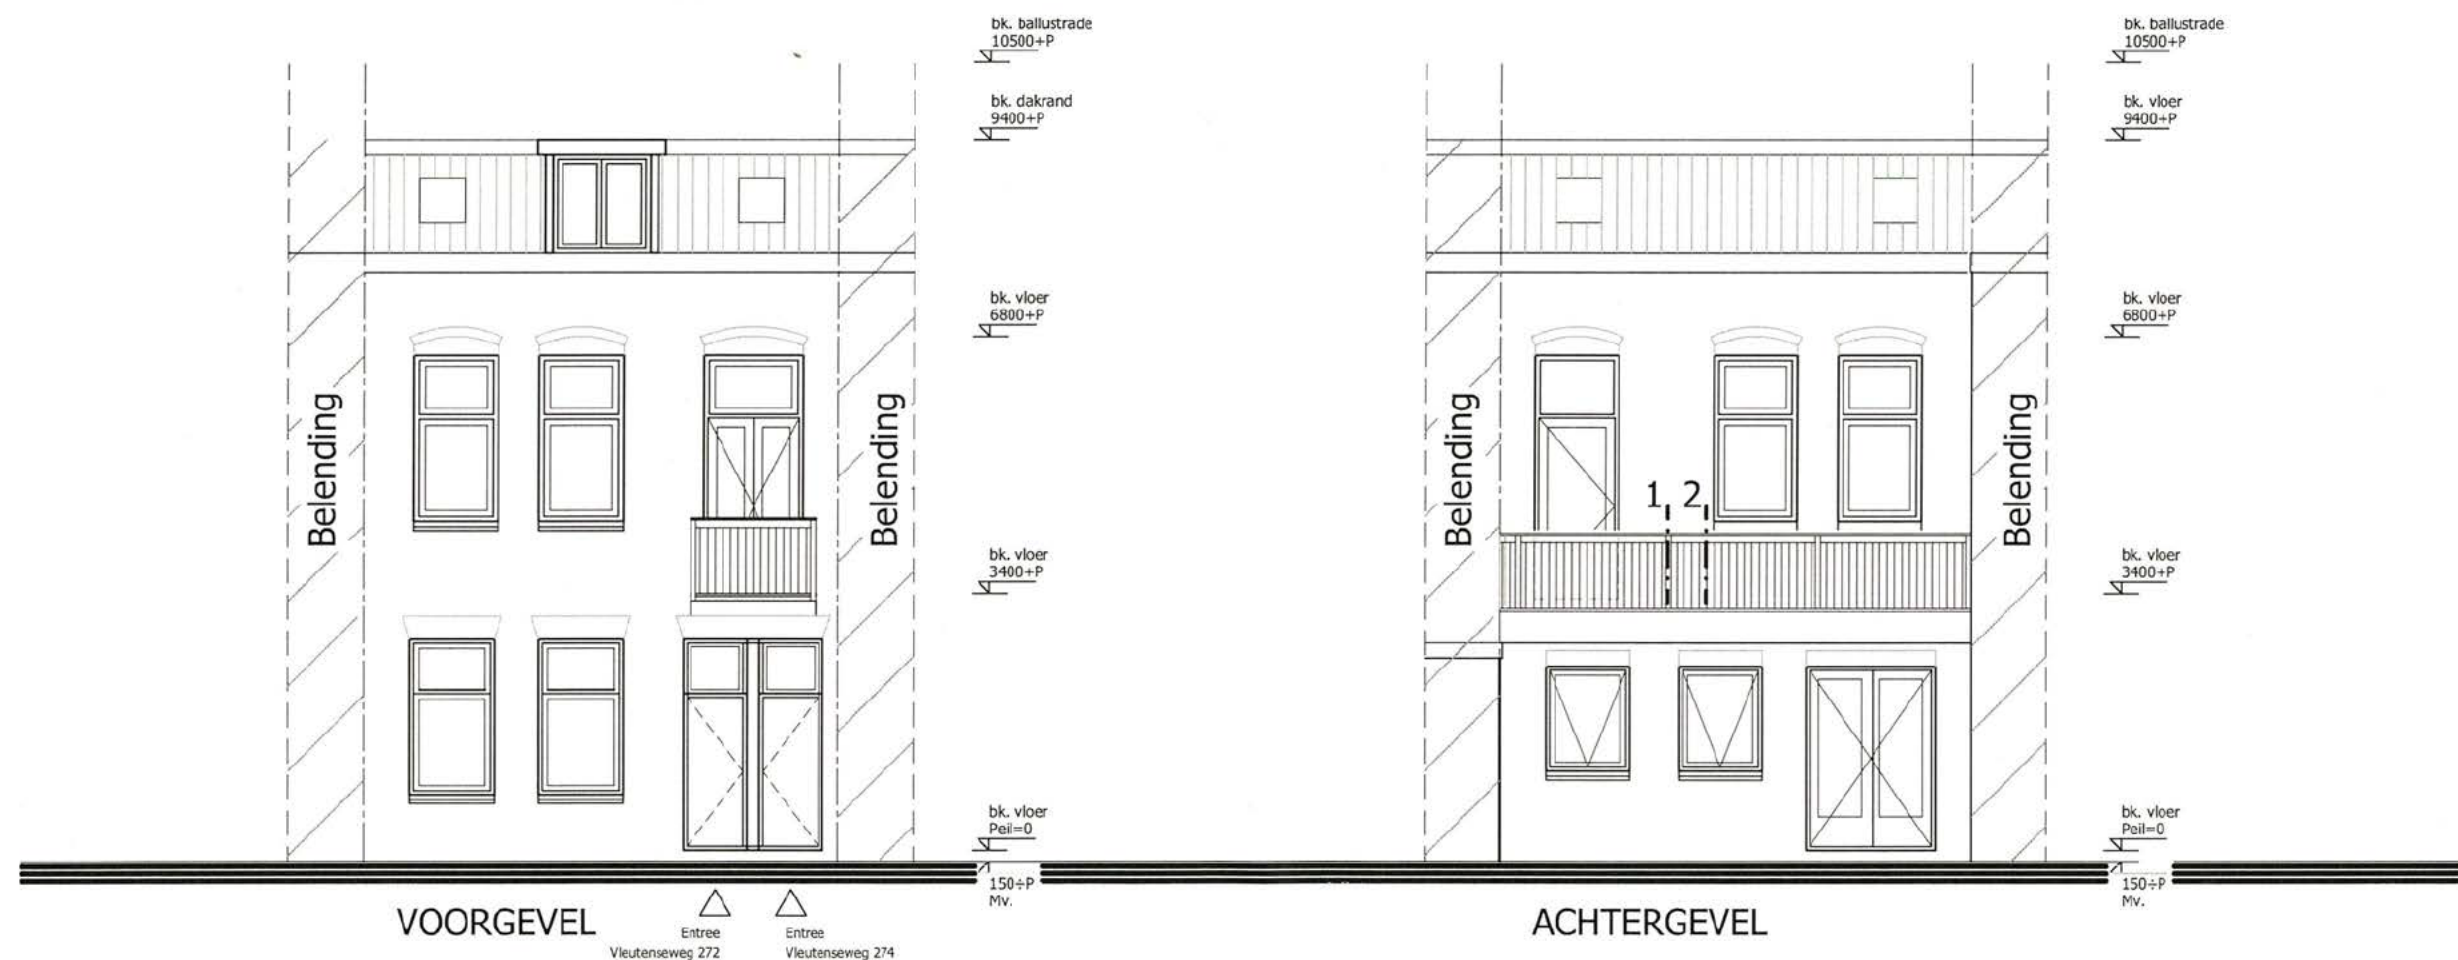 bk. ballustrade
10500+P
bk. dakrand
9400+P
bk. vloer
6800+P
Belending
Belending
bk. vloer
3400+P
bk. vloer
Peil=0
150÷P
Mv.
VOORGEVEL
Entree
Vleutenseweg 272
Entree
Vleutenseweg 274
bk. ballustrade
10500+P
bk. vloer
9400+P
bk. vloer
6800+P
Belending
1 2
Belending
bk. vloer
3400+P
bk. vloer
Peil=0
150÷P
Mv.
ACHTERGEVEL